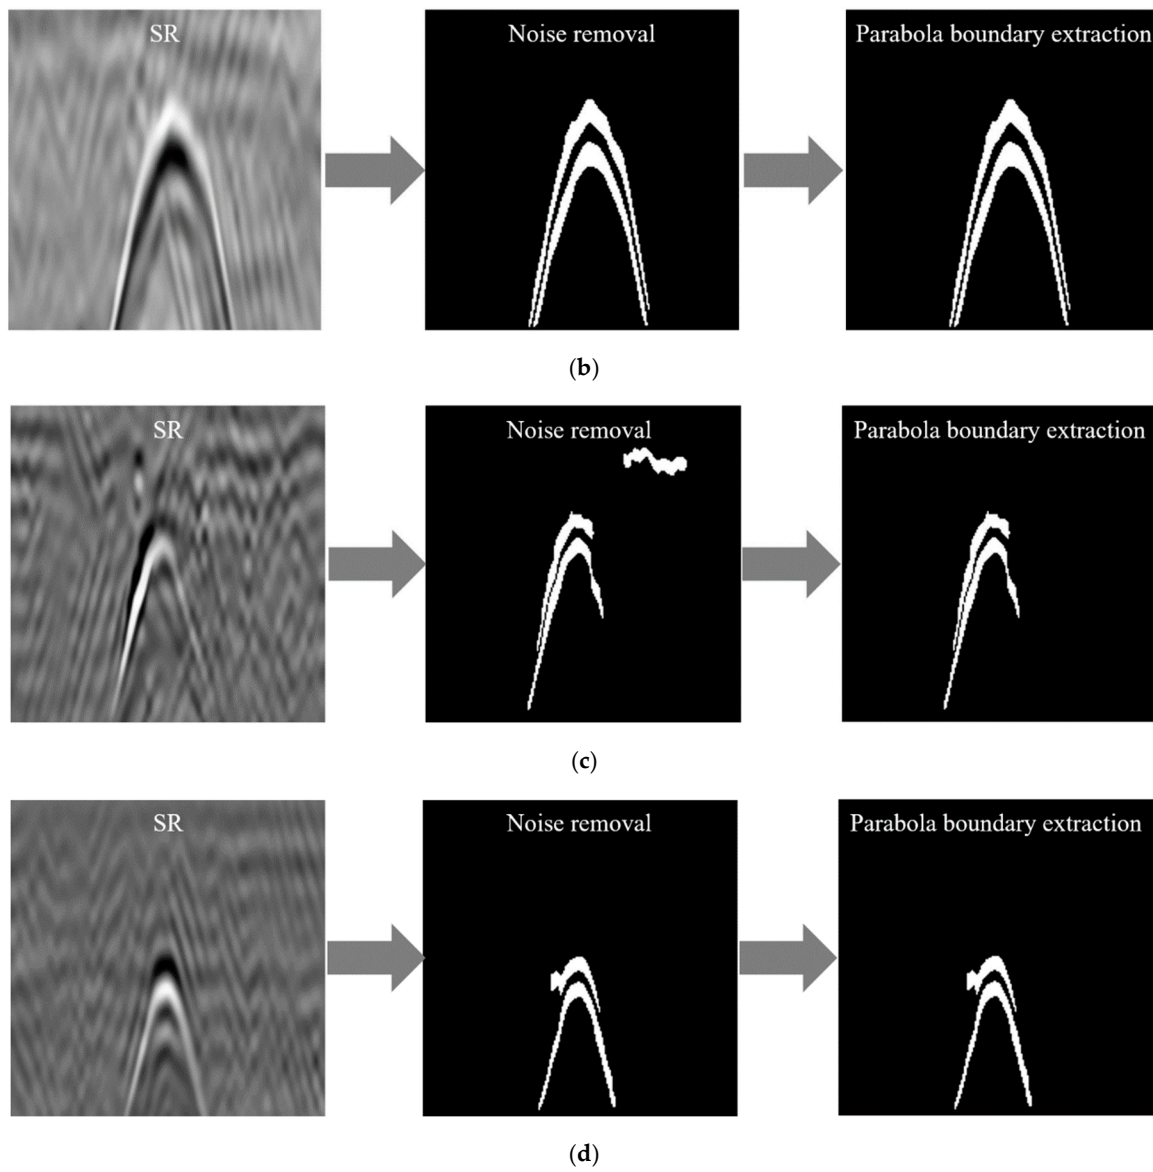 SR
Noise removal
Parabola boundary extraction
(b)
SR
Noise removal
Parabola boundary extraction
(c)
SR
Noise removal
Parabola boundary extraction
(d)